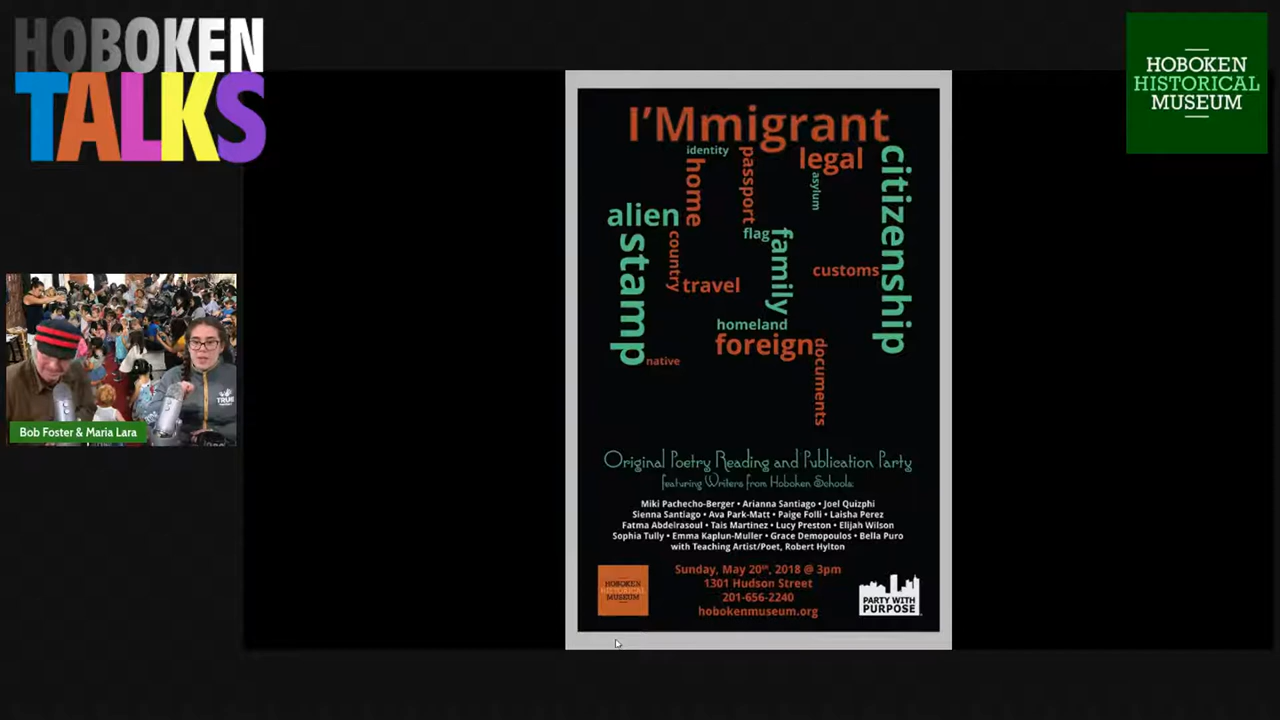 HOBOKEN
TALKS
HOBOKEN
HISTORICAL
MUSEUM
I'Mmigrant
identity
home
passport
legal
asylum
citizenship
alien
stamp
country
flag
family
travel
customs
homeland
foreign
native
documents
Original Poetry Reading and Publication Party
featuring Writers from Hoboken Schools:
Miki Pachecho-Berger • Arianna Santiago • Joel Quizphi
Sienna Santiago • Ava Park-Matt • Paige Folli • Laisha Perez
Fatma Abdelrasoul • Tais Martinez • Lucy Preston • Elijah Wilson
Sophia Tully • Emma Kaplun-Muller • Grace Demopoulos • Bella Puro
with Teaching Artist/Poet, Robert Hylton
Sunday, May 20th, 2018 @ 3pm
1301 Hudson Street
201-656-2240
hobokenmuseum.org
HOBOKEN
HISTORICAL
MUSEUM
PARTY WITH
PURPOSE
TRUE
Bob Foster & Maria Lara